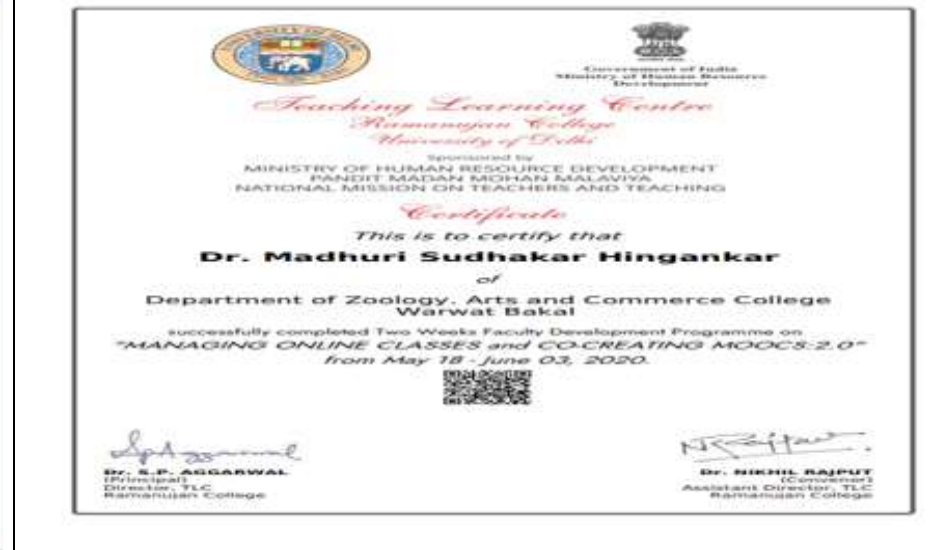 Government of India
Ministry of Human Resource
Development
Teaching Learning Centre
Ramanujan College
University of Delhi
Sponsored by
MINISTRY OF HUMAN RESOURCE DEVELOPMENT
PANDIT MADAN MOHAN MALAVIYA
NATIONAL MISSION ON TEACHERS AND TEACHING
Certificate
This is to certify that
Dr. Madhuri Sudhakar Hingankar
of
Department of Zoology, Arts and Commerce College
Warwat Bakal
successfully completed Two Weeks Faculty Development Programme on
"MANAGING ONLINE CLASSES and CO-CREATING MOOCS:2.0"
from May 18 - June 03, 2020.
Dr. S.P. AGGARWAL
(Principal)
Director, TLC
Ramanujan College
Dr. NIKHIL RAJPUT
(Convenor)
Assistant Director, TLC
Ramanujan College